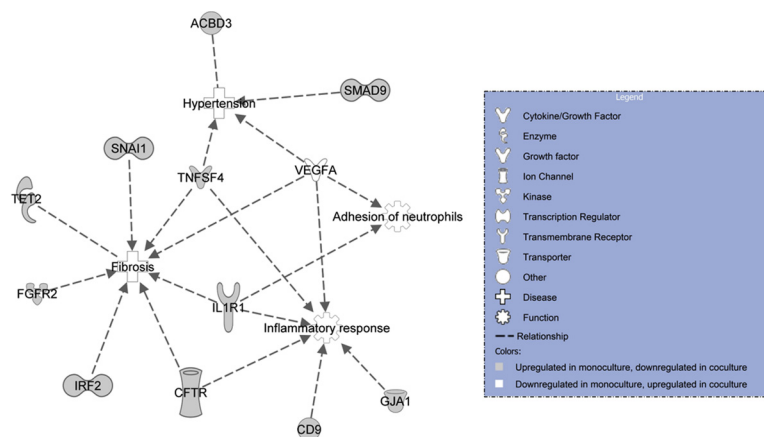 ACBD3
SMAD9
Hypertension
SNAI1
TNFSF4
VEGFA
TET2
Adhesion of neutrophils
Fibrosis
FGFR2
IL1R1
Inflammatory response
IRF2
CFTR
GJA1
CD9
Legend
Cytokine/Growth Factor
Enzyme
Growth factor
Ion Channel
Kinase
Transcription Regulator
Transmembrane Receptor
Transporter
Other
Disease
Function
Relationship
Colors:
Upregulated in monoculture, downregulated in coculture
Downregulated in monoculture, upregulated in coculture